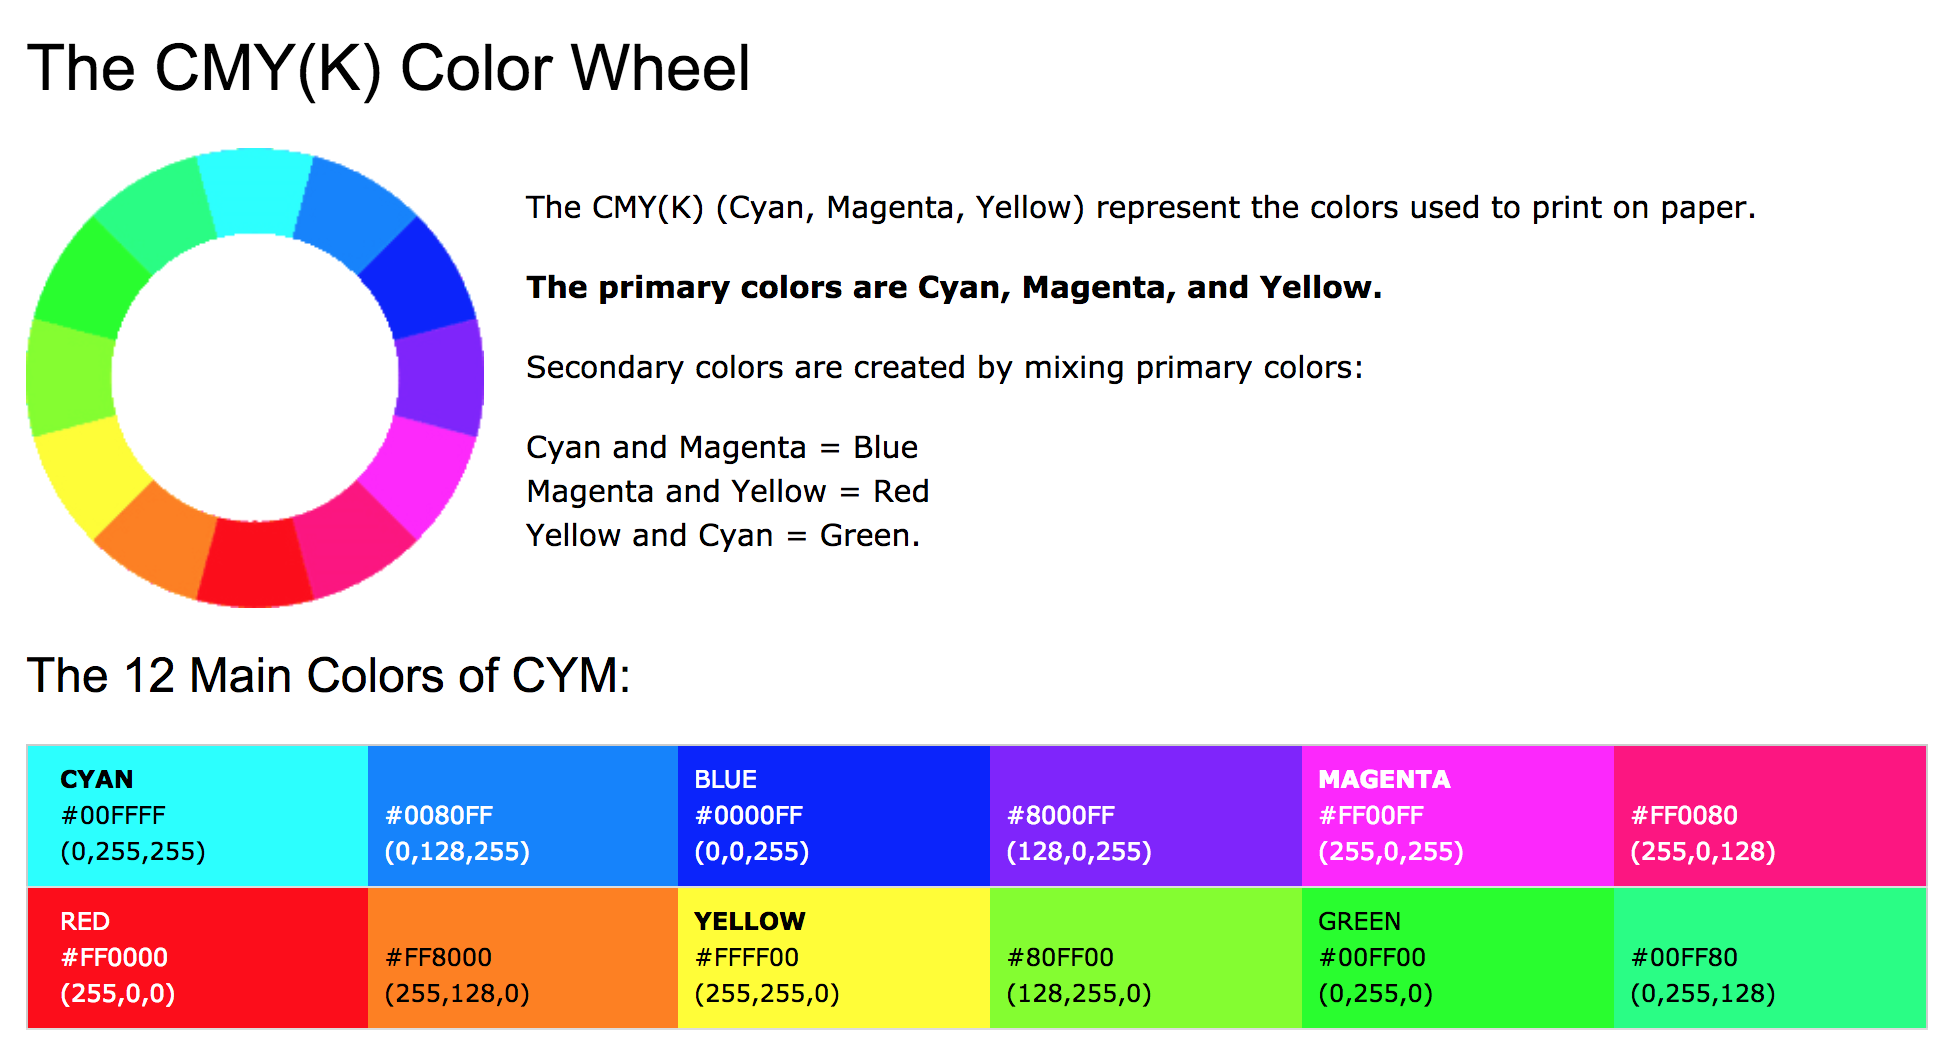 The CMY(K) Color Wheel
The CMY(K) (Cyan, Magenta, Yellow) represent the colors used to print on paper.
The primary colors are Cyan, Magenta, and Yellow.
Secondary colors are created by mixing primary colors:
Cyan and Magenta = Blue
Magenta and Yellow = Red
Yellow and Cyan = Green.
The 12 Main Colors of CYM:
CYAN
#00FFFF
(0,255,255)
#0080FF
(0,128,255)
BLUE
#0000FF
(0,0,255)
#8000FF
(128,0,255)
MAGENTA
#FF00FF
(255,0,255)
#FF0080
(255,0,128)
RED
#FF0000
(255,0,0)
#FF8000
(255,128,0)
YELLOW
#FFFF00
(255,255,0)
#80FF00
(128,255,0)
GREEN
#00FF00
(0,255,0)
#00FF80
(0,255,128)